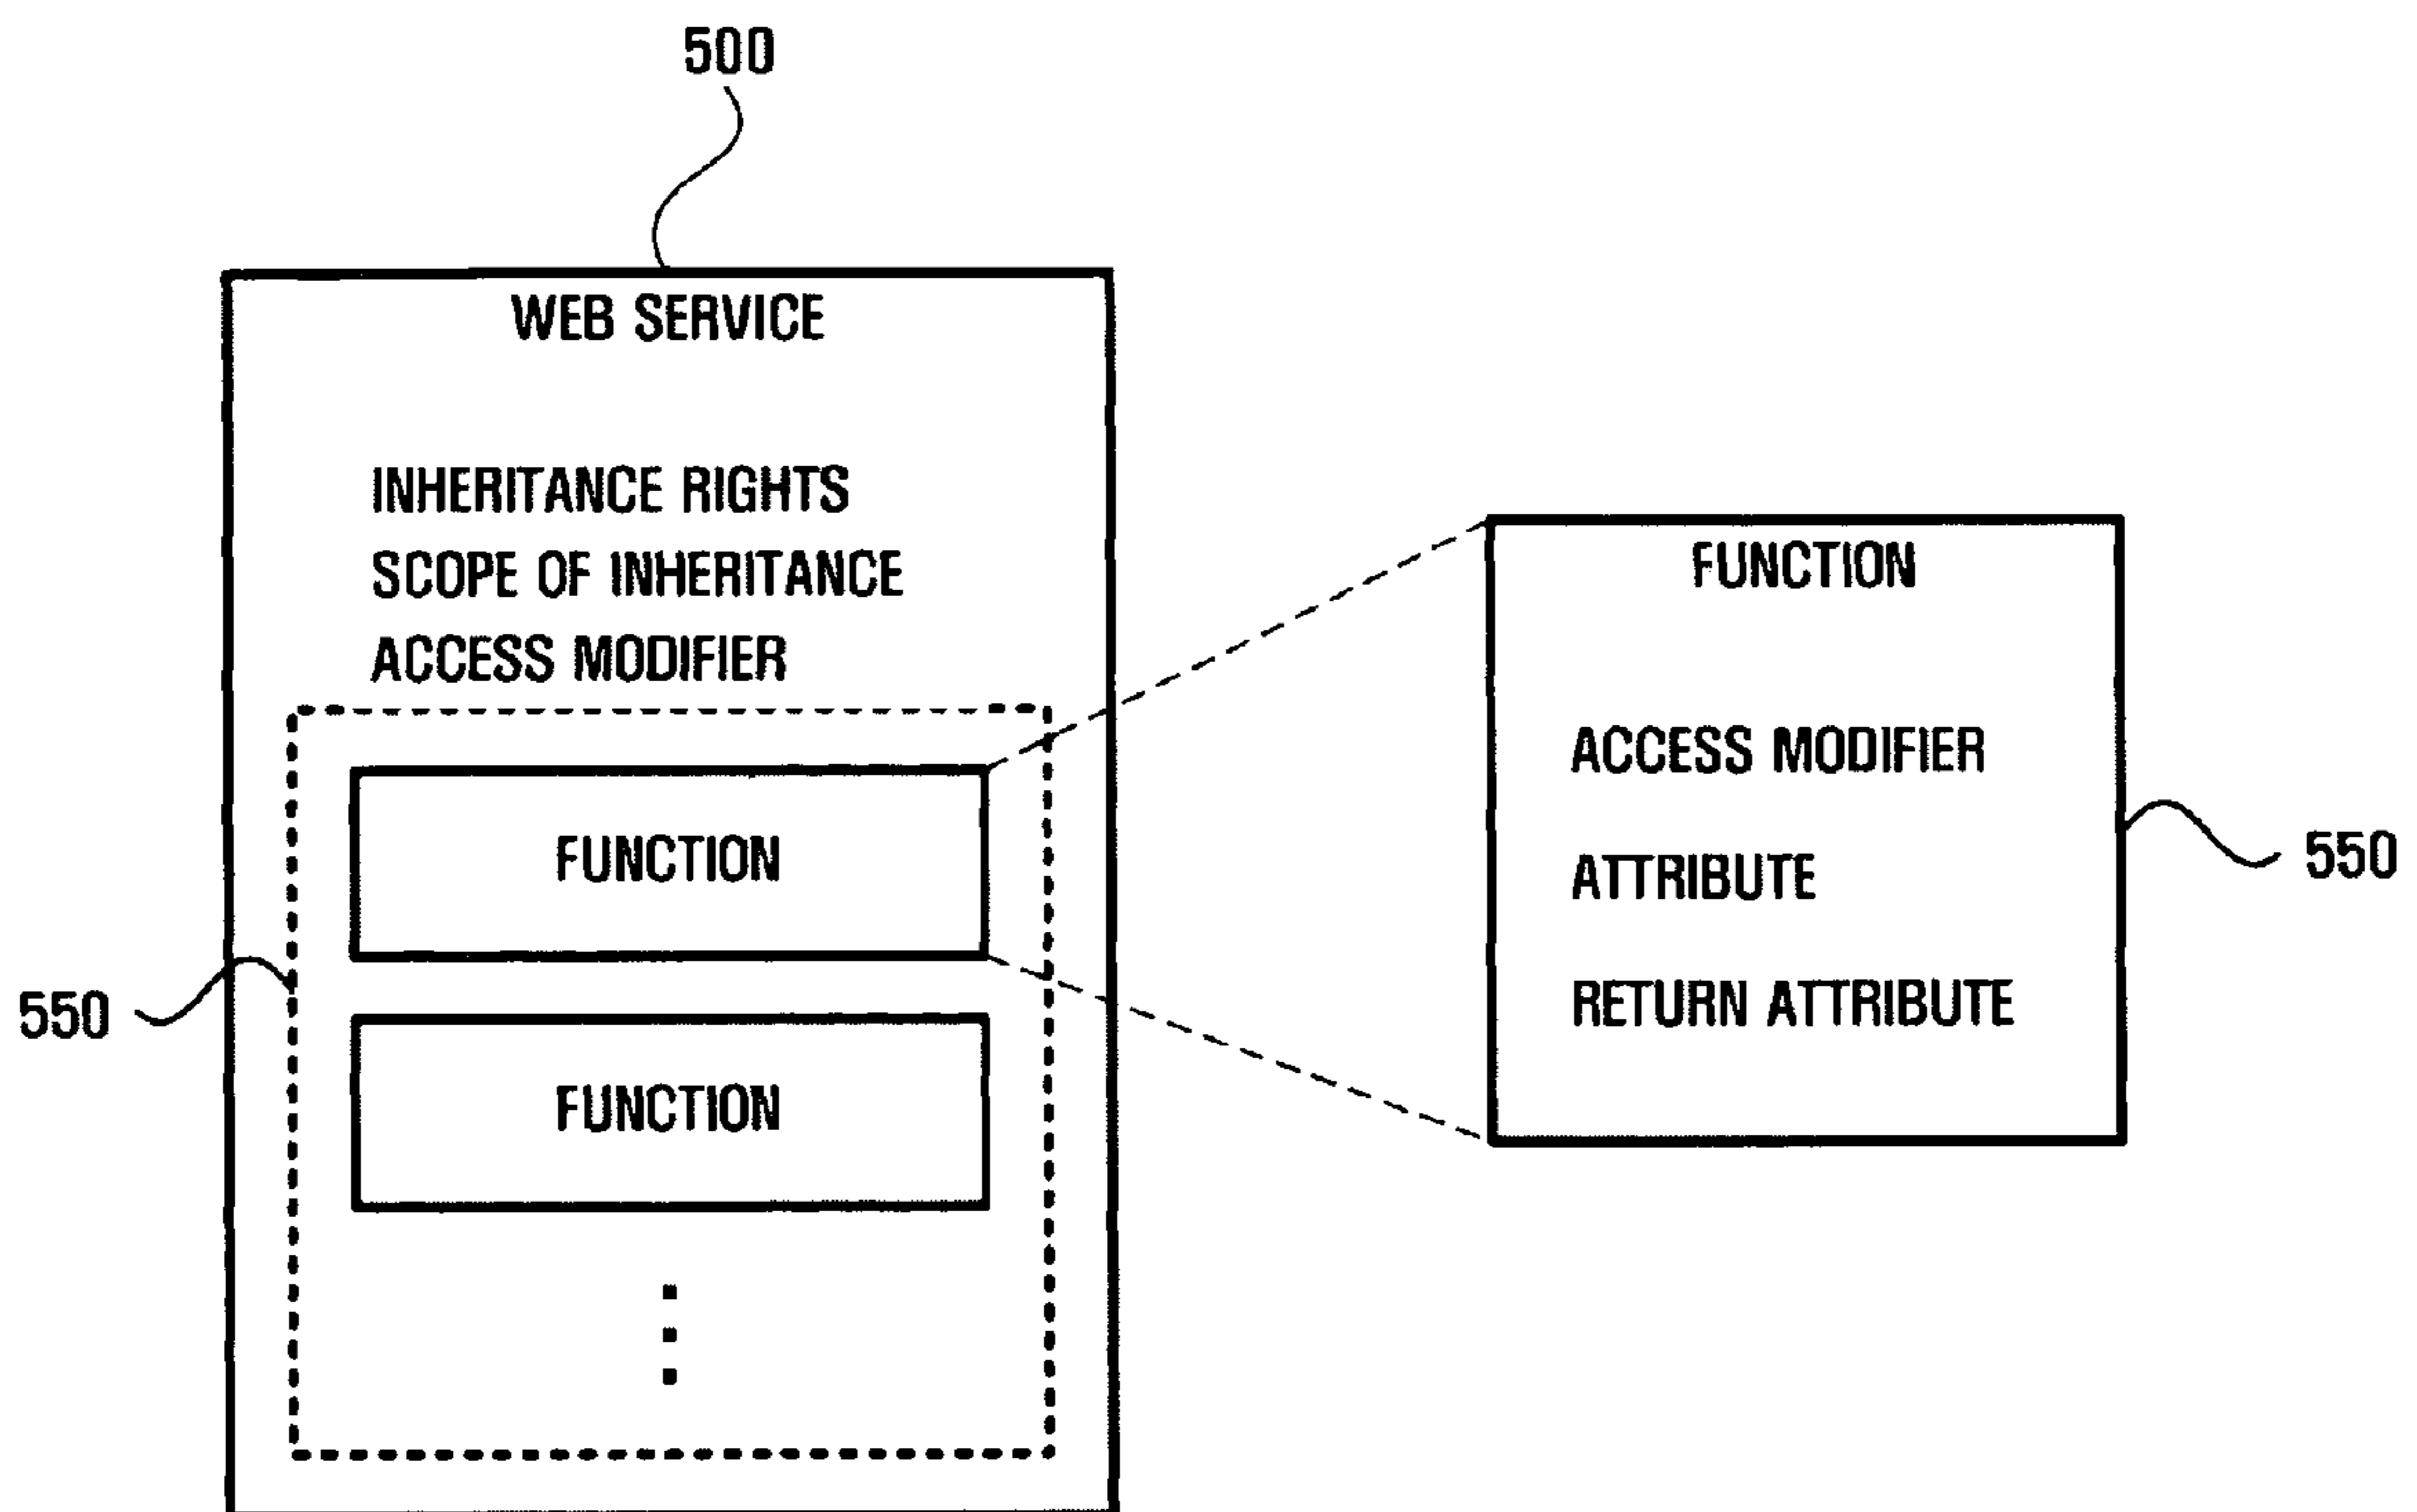 500
WEB SERVICE
INHERITANCE RIGHTS
SCOPE OF INHERITANCE
ACCESS MODIFIER
FUNCTION
FUNCTION
550
FUNCTION
ACCESS MODIFIER
ATTRIBUTE
RETURN ATTRIBUTE
550